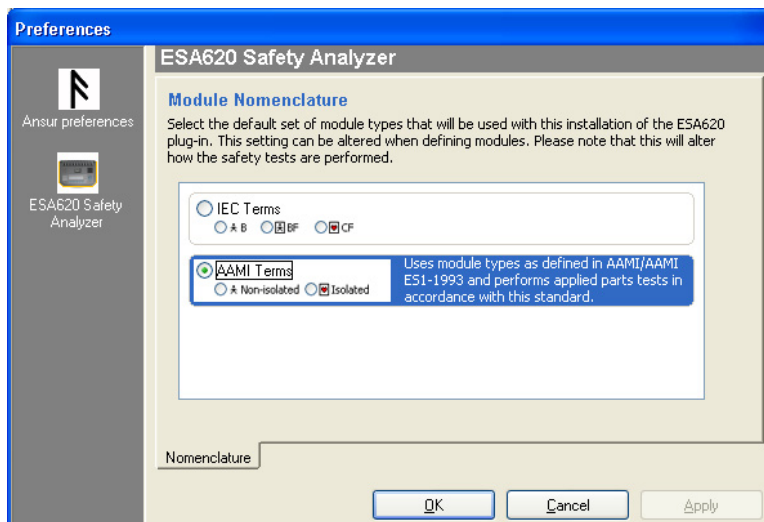 Preferences
ESA620 Safety Analyzer
Ansur preferences
ESA620 Safety
Analyzer
Module Nomenclature
Select the default set of module types that will be used with this installation of the ESA620
plug-in. This setting can be altered when defining modules. Please note that this will alter
how the safety tests are performed.
IEC Terms
B BF CF
AAMI Terms
Non-isolated Isolated
Uses module types as defined in AAMI/AAMI
ES1-1993 and performs applied parts tests in
accordance with this standard.
Nomenclature
OK Cancel Apply